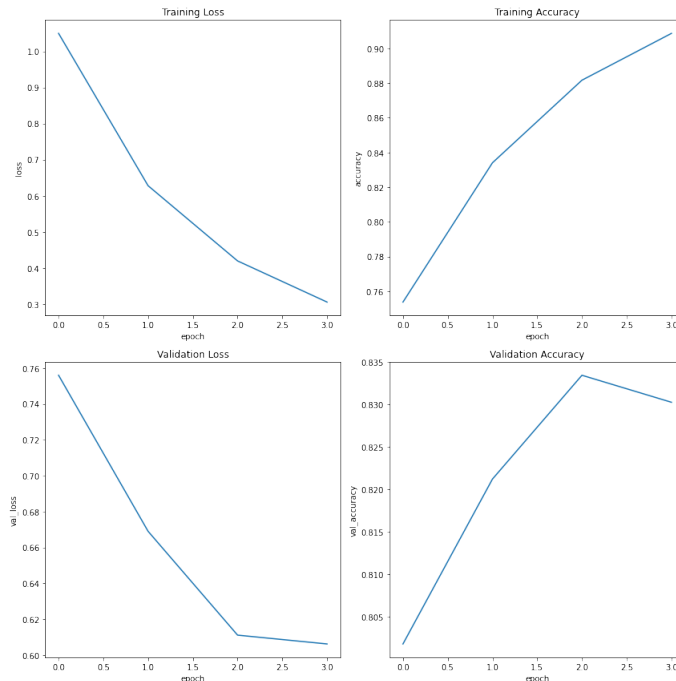 Training Loss
1.0
0.9
0.8
0.7
0.6
0.5
0.4
0.3
loss
0.0 0.5 1.0 1.5 2.0 2.5 3.0
epoch
Training Accuracy
0.90
0.88
0.86
0.84
0.82
0.80
0.78
0.76
accuracy
0.0 0.5 1.0 1.5 2.0 2.5 3.0
epoch
Validation Loss
0.76
0.74
0.72
0.70
0.68
0.66
0.64
0.62
0.60
val_loss
0.0 0.5 1.0 1.5 2.0 2.5 3.0
epoch
Validation Accuracy
0.835
0.830
0.825
0.820
0.815
0.810
0.805
val_accuracy
0.0 0.5 1.0 1.5 2.0 2.5 3.0
epoch